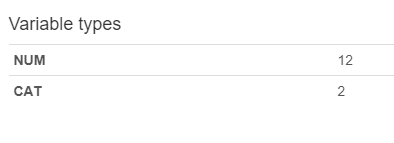 Variable types
NUM 12
CAT 2